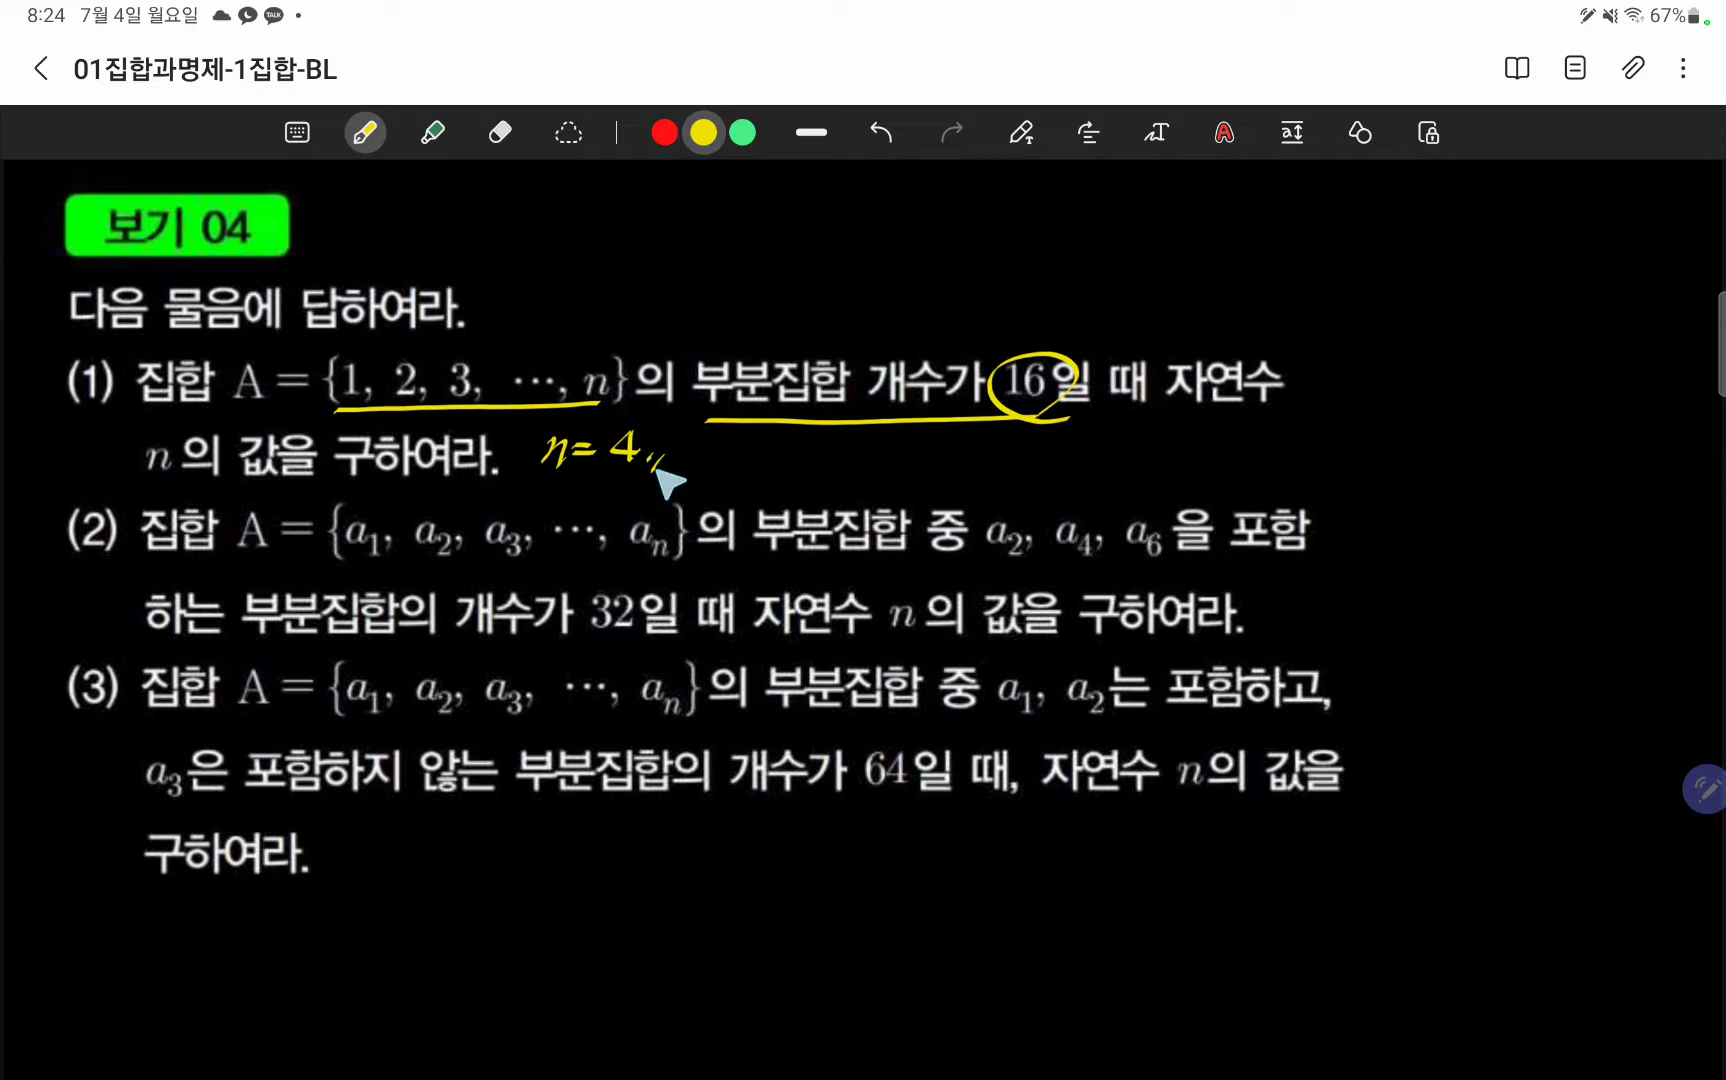 8:24 7월 4일 월요일 TALK 67%
01집합과명제-1집합-BL
보기 04
다음 물음에 답하여라.
(1) 집합 A = {1, 2, 3, ⋯, n}의 부분집합 개수가 16일 때 자연수
n의 값을 구하여라. n = 4
(2) 집합 A = {a₁, a₂, a₃, ⋯, aₙ}의 부분집합 중 a₂, a₄, a₆을 포함
하는 부분집합의 개수가 32일 때 자연수 n의 값을 구하여라.
(3) 집합 A = {a₁, a₂, a₃, ⋯, aₙ}의 부분집합 중 a₁, a₂는 포함하고,
a₃은 포함하지 않는 부분집합의 개수가 64일 때, 자연수 n의 값을
구하여라.